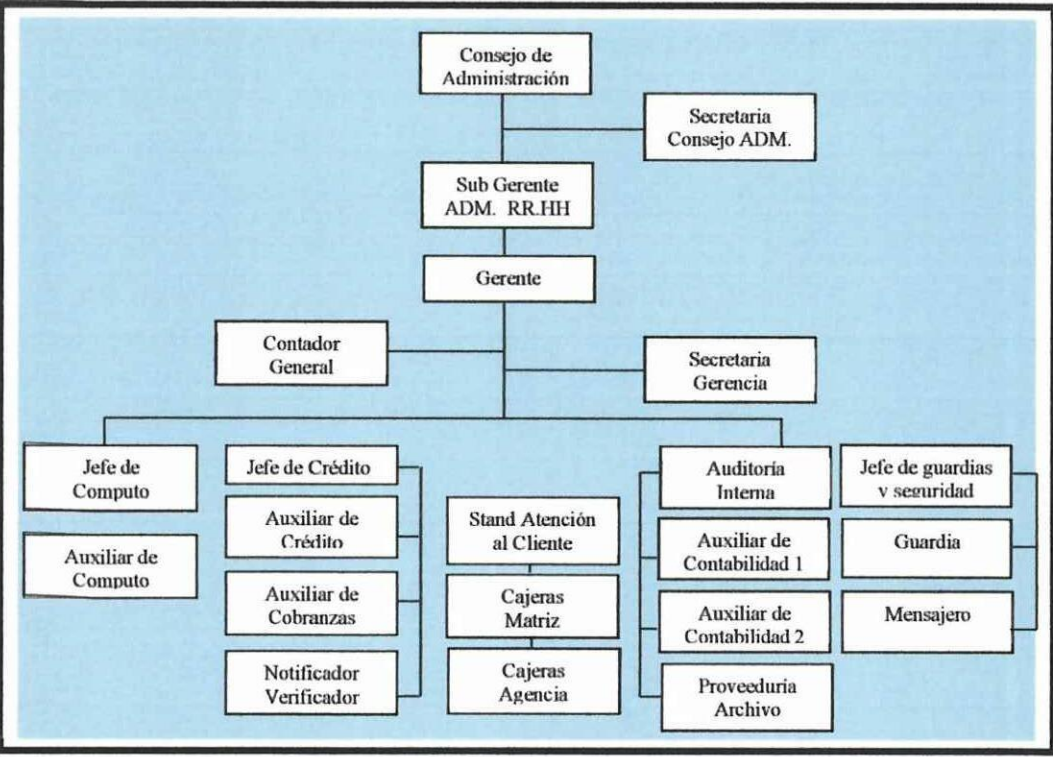 Consejo de
Administración
Secretaria
Consejo ADM.
Sub Gerente
ADM. RR.HH
Gerente
Contador
General
Secretaria
Gerencia
Jefe de
Computo
Auxiliar de
Computo
Jefe de Crédito
Auxiliar de
Crédito
Auxiliar de
Cobranzas
Notificador
Verificador
Stand Atención
al Cliente
Cajeras
Matriz
Cajeras
Agencia
Auditoría
Interna
Auxiliar de
Contabilidad 1
Auxiliar de
Contabilidad 2
Proveeduría
Archivo
Jefe de guardias
y seguridad
Guardia
Mensajero